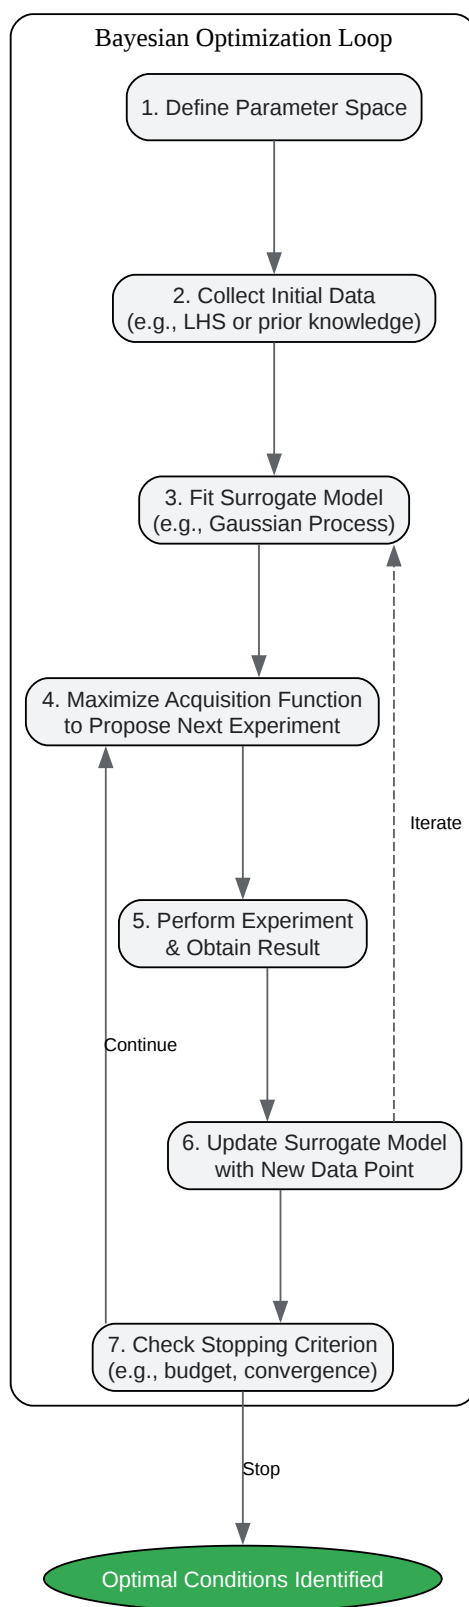 Bayesian Optimization Loop
1. Define Parameter Space
2. Collect Initial Data
(e.g., LHS or prior knowledge)
3. Fit Surrogate Model
(e.g., Gaussian Process)
4. Maximize Acquisition Function
to Propose Next Experiment
Iterate
5. Perform Experiment
& Obtain Result
Continue
6. Update Surrogate Model
with New Data Point
7. Check Stopping Criterion
(e.g., budget, convergence)
Stop
Optimal Conditions Identified